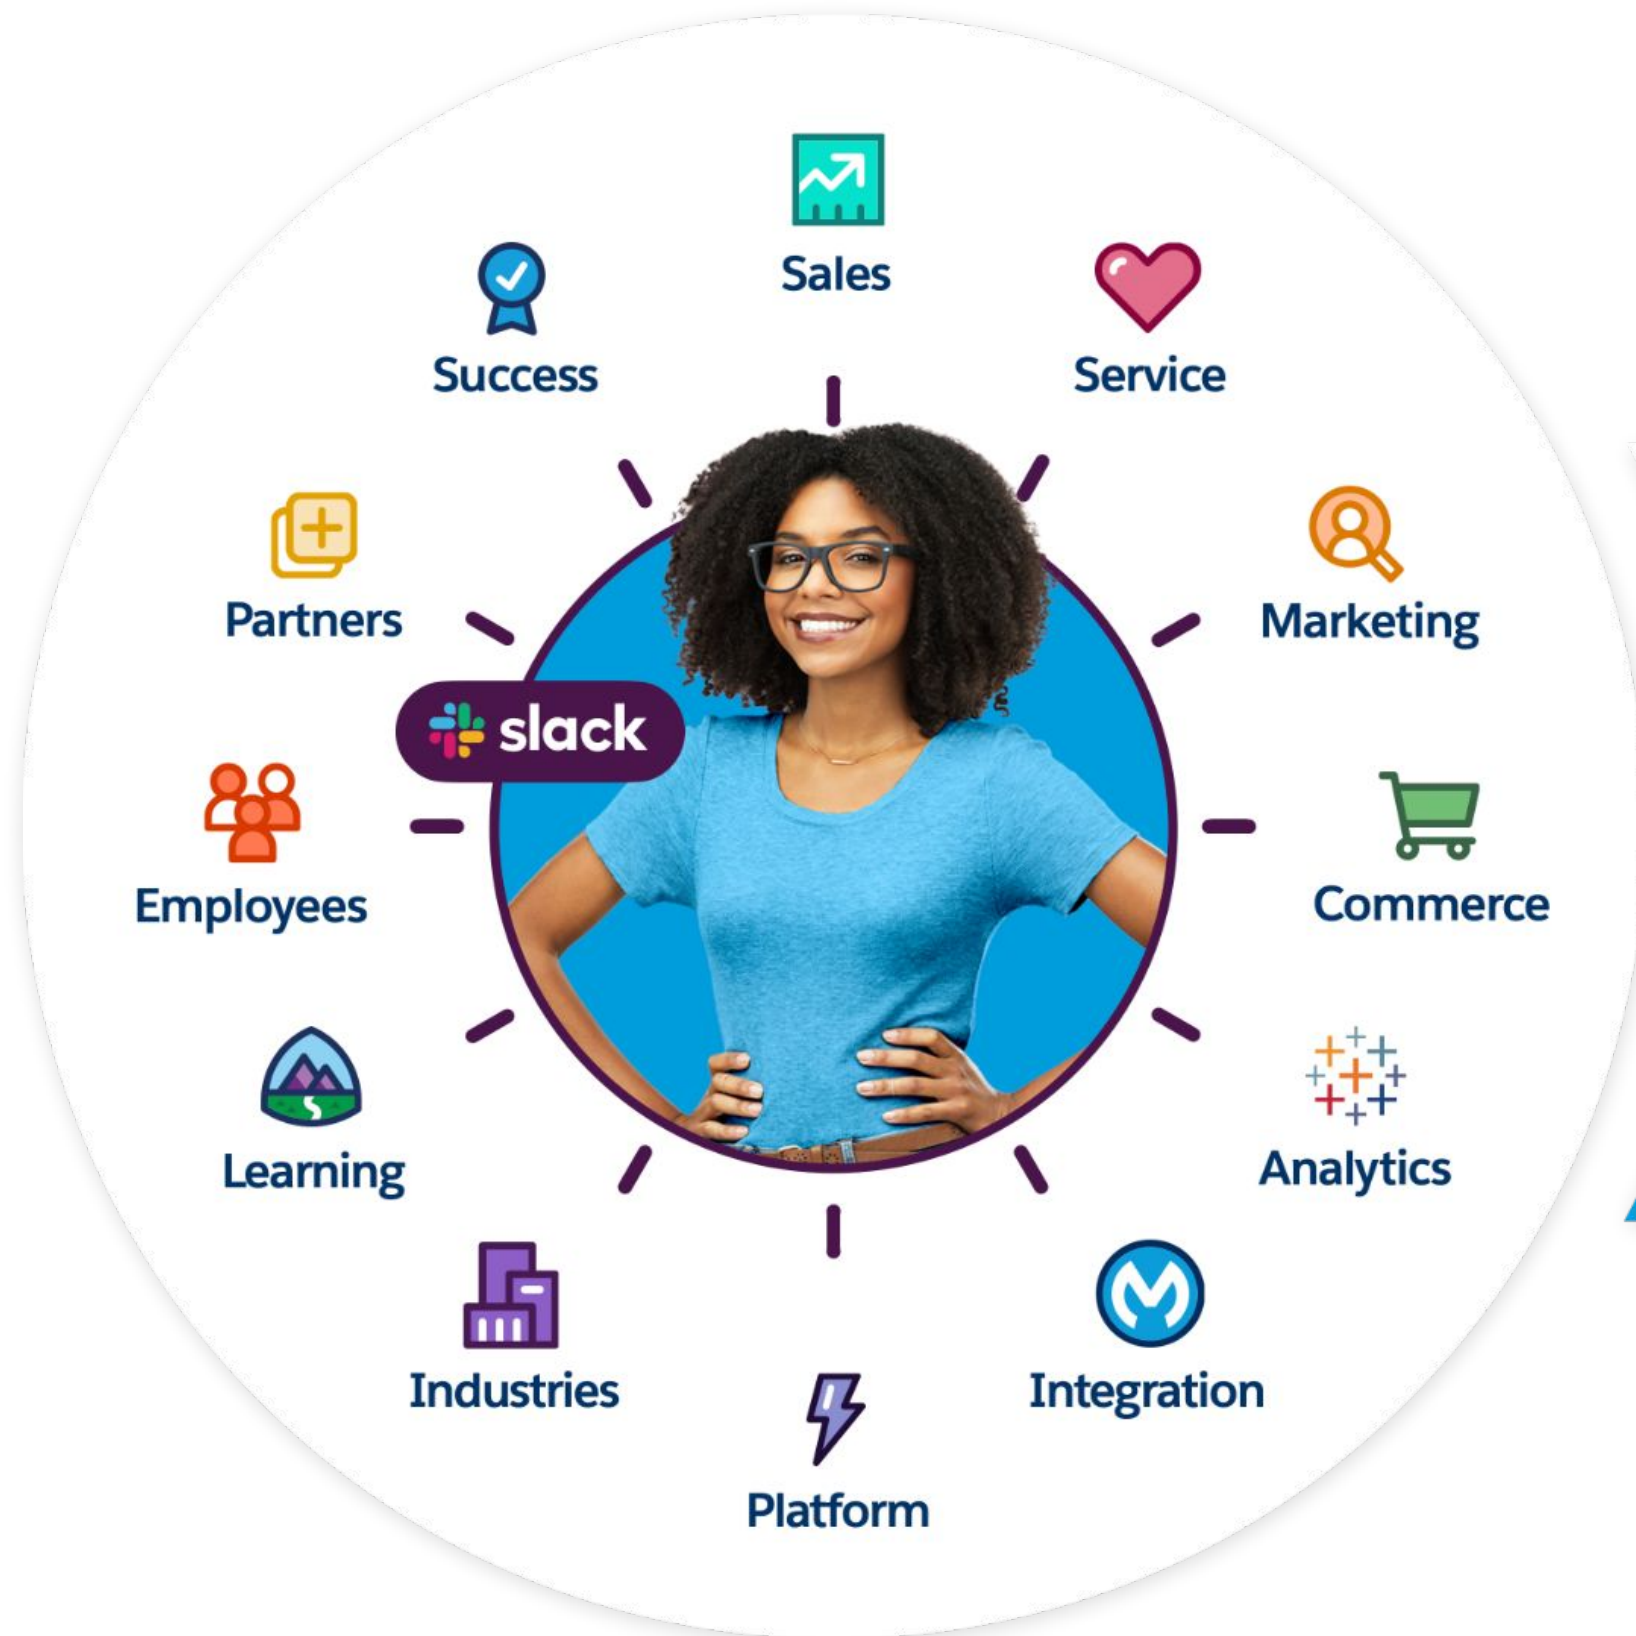 Sales
Service
Marketing
Commerce
Analytics
Integration
Platform
Industries
Learning
Employees
Partners
Success
slack